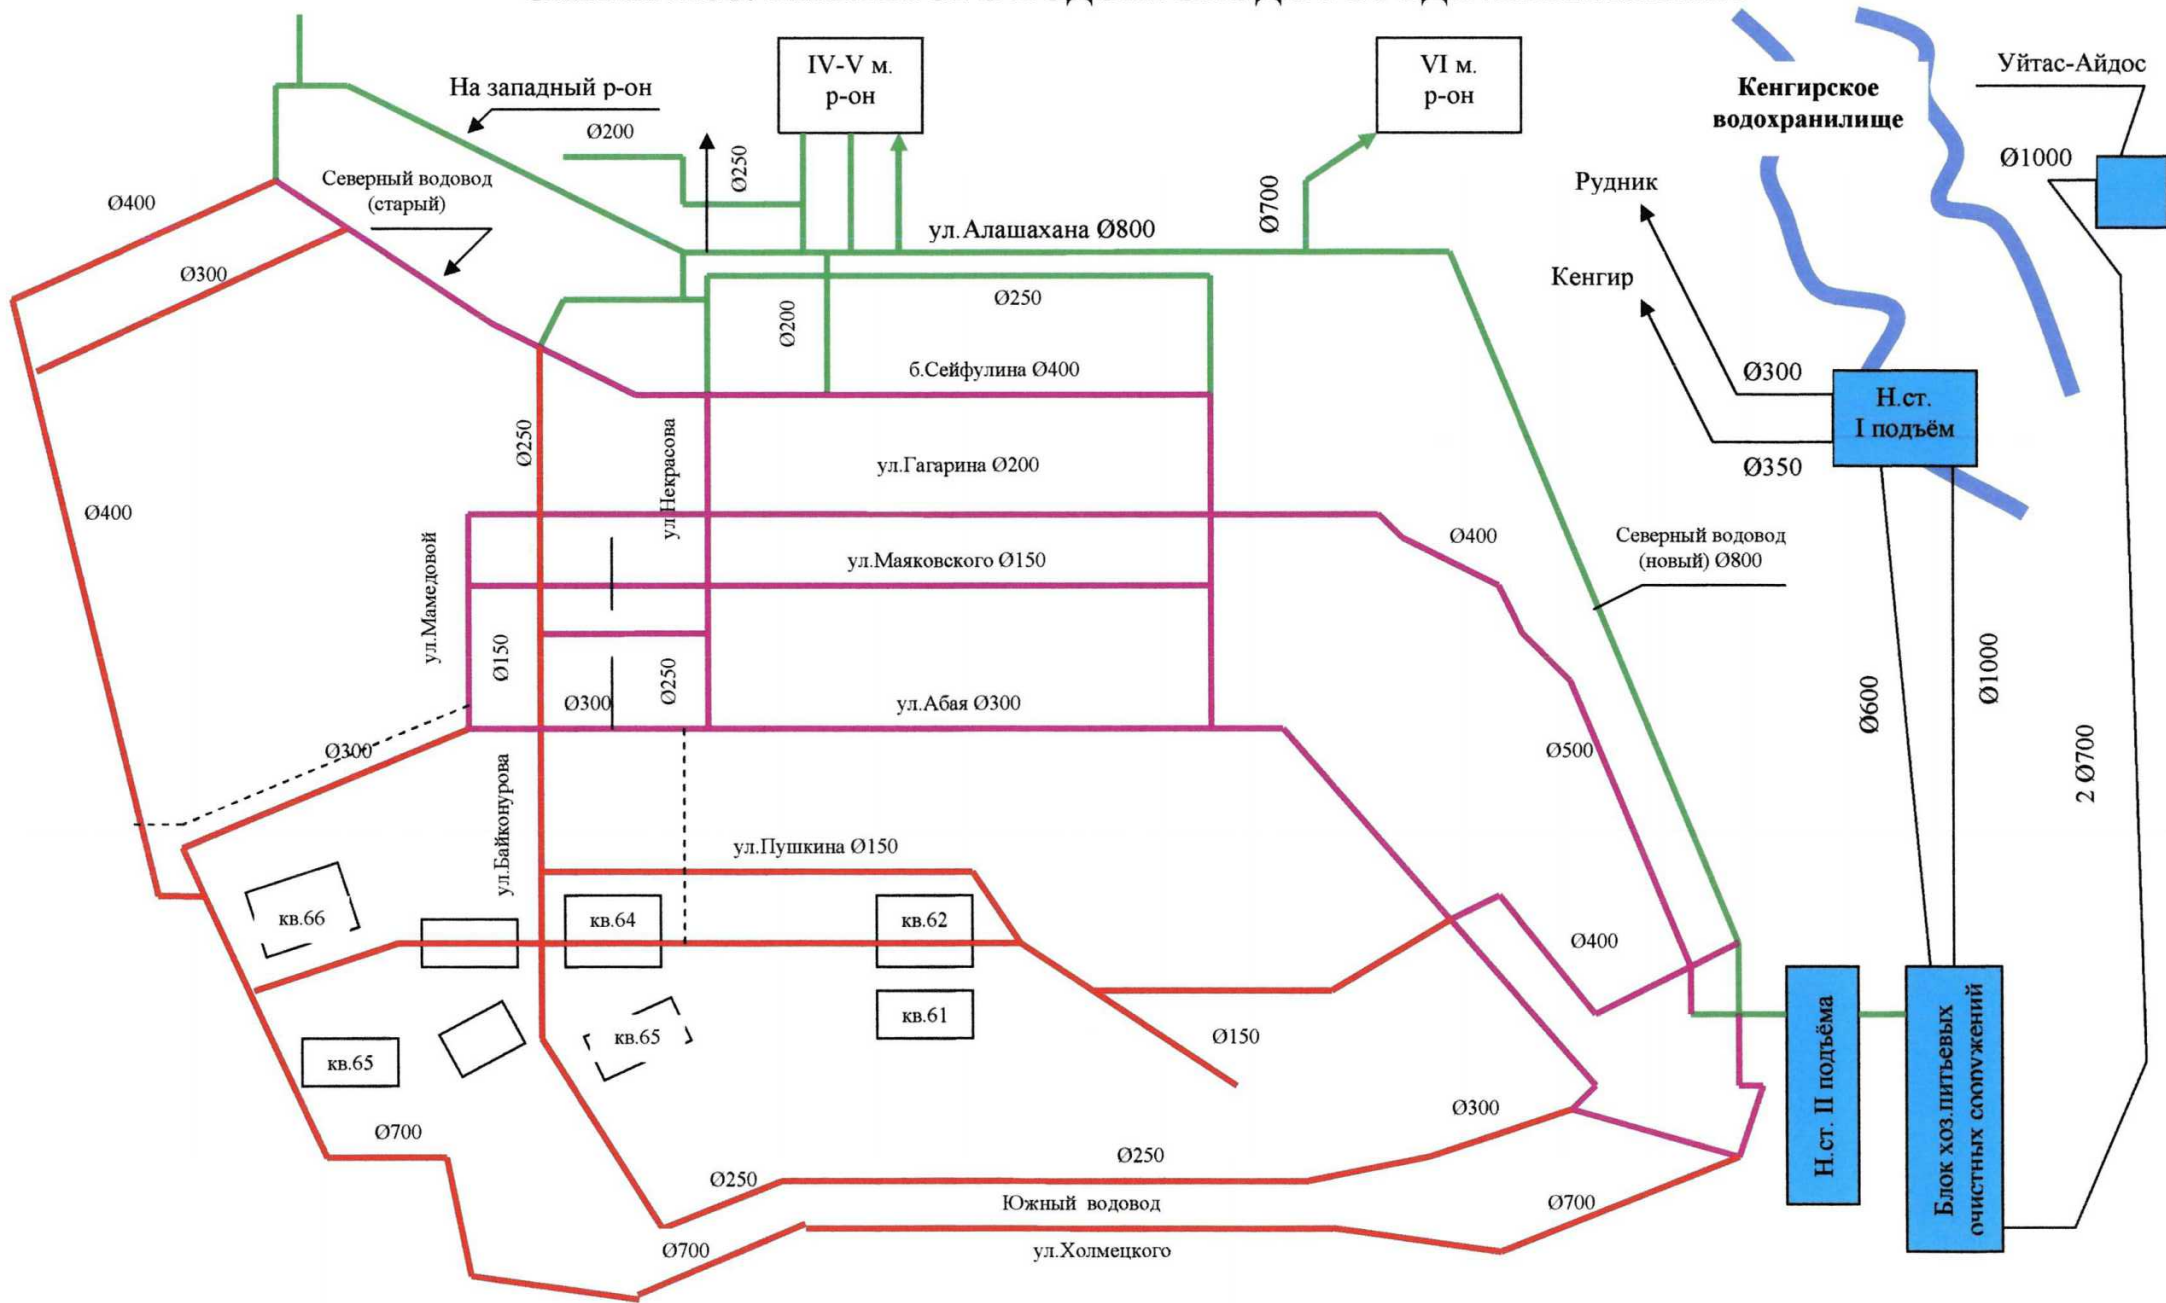 IV-V м.
р-он
VI м.
р-он
Кенгирское
водохранилище
Уйтас-Айдос
На западный р-он
Ø200
Ø250
Ø1000
Северный водовод
(старый)
Ø400
Ø700
Рудник
ул.Алашахана Ø800
Ø300
Кенгир
Ø250
Ø200
б.Сейфулина Ø400
Ø300
Н.ст.
I подъём
Ø250
ул.Некрасова
ул.Гагарина Ø200
Ø350
Ø400
Ø400
Северный водовод
(новый) Ø800
ул.Маяковского Ø150
ул.Мамедовой
Ø150
Ø250
Ø300
ул.Абая Ø300
Ø600
Ø1000
Ø300
Ø500
2 Ø700
ул.Байконурова
ул.Пушкина Ø150
кв.66
кв.64
кв.62
Ø400
кв.61
кв.65
кв.65
Ø150
Н.ст. II подъёма
Блок хоз.питьевых
очистных сооружений
Ø300
Ø700
Ø250
Ø250
Южный водовод
Ø700
Ø700
ул.Холмецкого